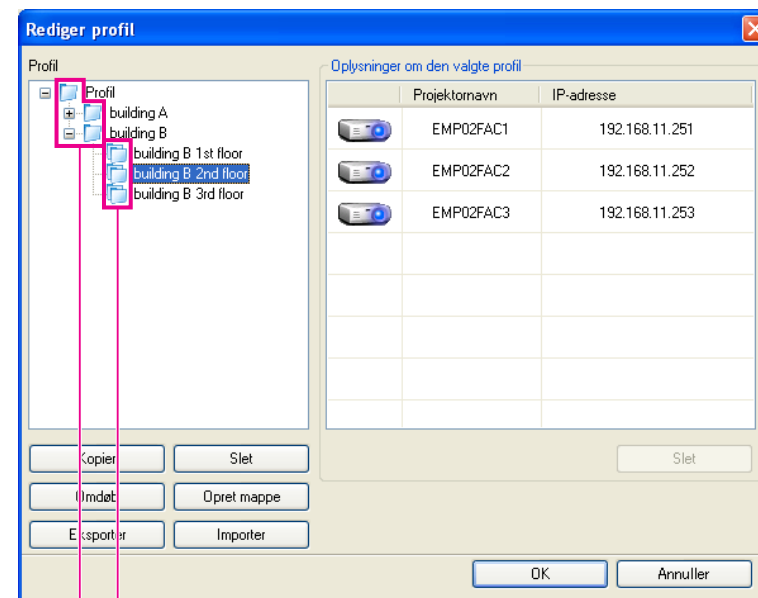 Rediger profil
Profil
Oplysninger om den valgte profil
Profil
building A
building B
building B 1st floor
building B 2nd floor
building B 3rd floor
Projektornavn IP-adresse
EMP02FAC1 192.168.11.251
EMP02FAC2 192.168.11.252
EMP02FAC3 192.168.11.253
Kopier Slet
Slet
Omdøb Opret mappe
Eksporter Importer
OK Annuller